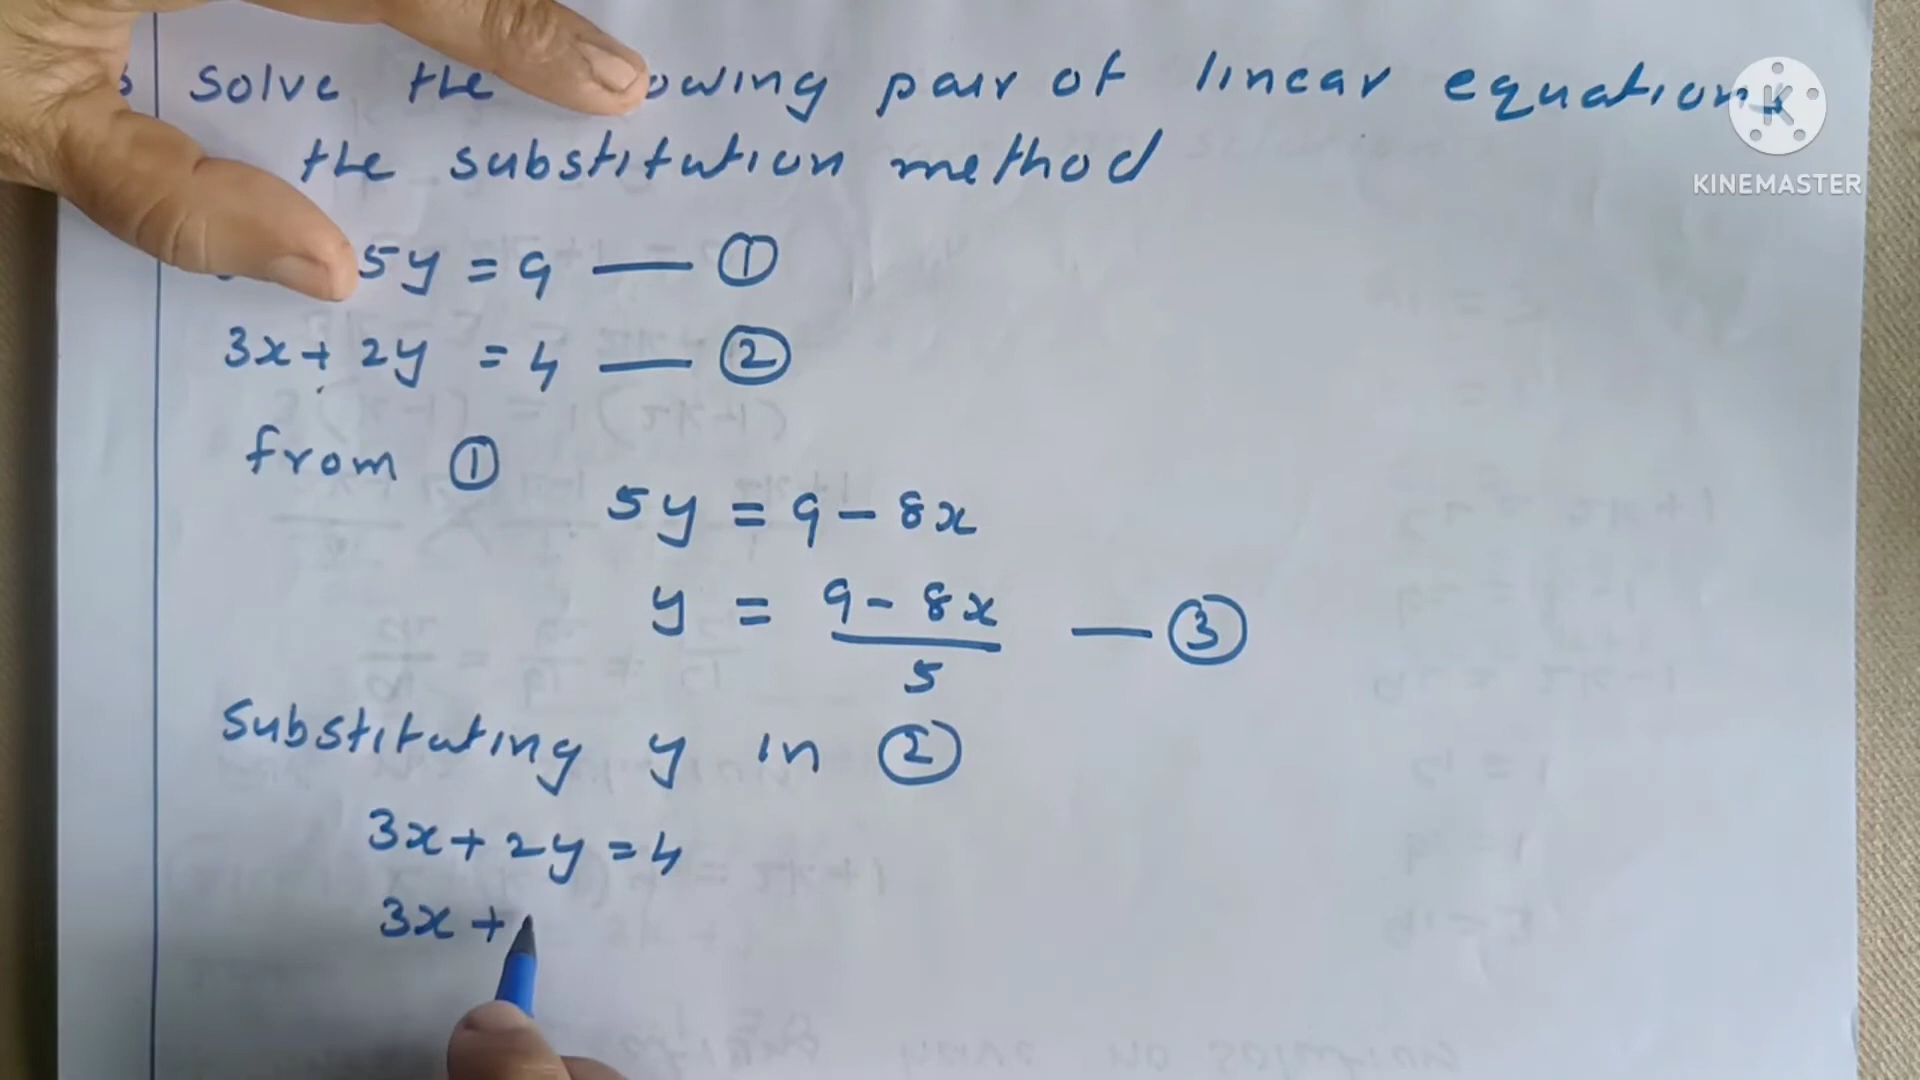 solve the owing pair of linear equations
KINEMASTER
the substitution method
5y = 9 — ①
3x + 2y = 4 — ②
from ①
5y = 9 - 8x
y = 9 - 8x / 5 — ③
Substituting y in ②
3x + 2y = 4
3x +